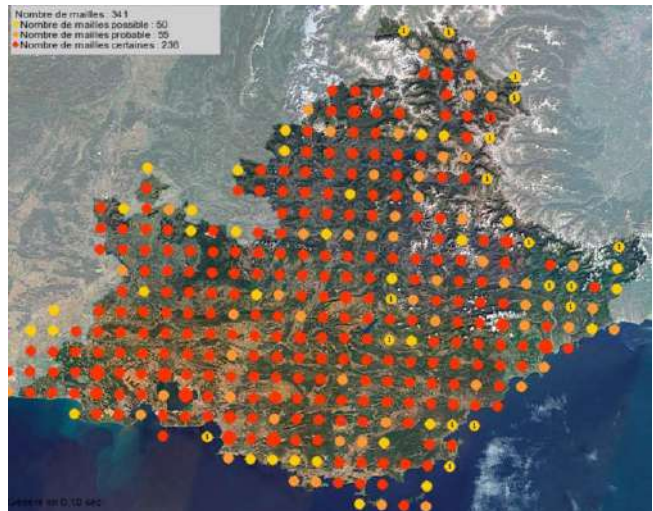 Nombre de mailles : 341
Nombre de mailles possible : 50
Nombre de mailles probable : 55
Nombre de mailles certaines : 236